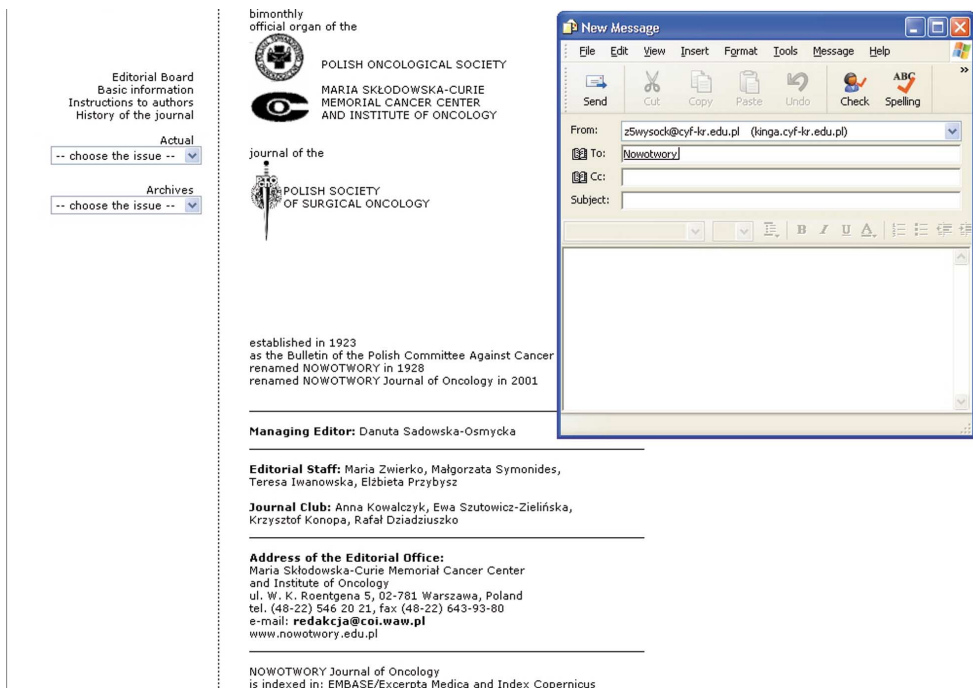 Editorial Board
Basic information
Instructions to authors
History of the journal
Actual
-- choose the issue --
Archives
-- choose the issue --
bimonthly
official organ of the
POLISH ONCOLOGICAL SOCIETY
MARIA SKŁODOWSKA-CURIE
MEMORIAL CANCER CENTER
AND INSTITUTE OF ONCOLOGY
journal of the
POLISH SOCIETY
OF SURGICAL ONCOLOGY
established in 1923
as the Bulletin of the Polish Committee Against Cancer
renamed NOWOTWORY in 1928
renamed NOWOTWORY Journal of Oncology in 2001
Managing Editor: Danuta Sadowska-Osmycka
Editorial Staff: Maria Zwierko, Małgorzata Symonides,
Teresa Iwanowska, Elżbieta Przybysz
Journal Club: Anna Kowalczyk, Ewa Szutowicz-Zielińska,
Krzysztof Konopa, Rafał Dziadziuszko
Address of the Editorial Office:
Maria Skłodowska-Curie Memorial Cancer Center
and Institute of Oncology
ul. W. K. Roentgena 5, 02-781 Warszawa, Poland
tel. (48-22) 546 20 21, fax (48-22) 643-93-80
e-mail: redakcja@coi.waw.pl
www.nowotwory.edu.pl
NOWOTWORY Journal of Oncology
is indexed in: EMBASE/Excerpta Medica and Index Copernicus
New Message
File Edit View Insert Format Tools Message Help
Send Cut Copy Paste Undo Check Spelling
From: z5wysock@cyf-kr.edu.pl (kinga.cyf-kr.edu.pl)
To: Nowotwory
Cc:
Subject:
B I U A